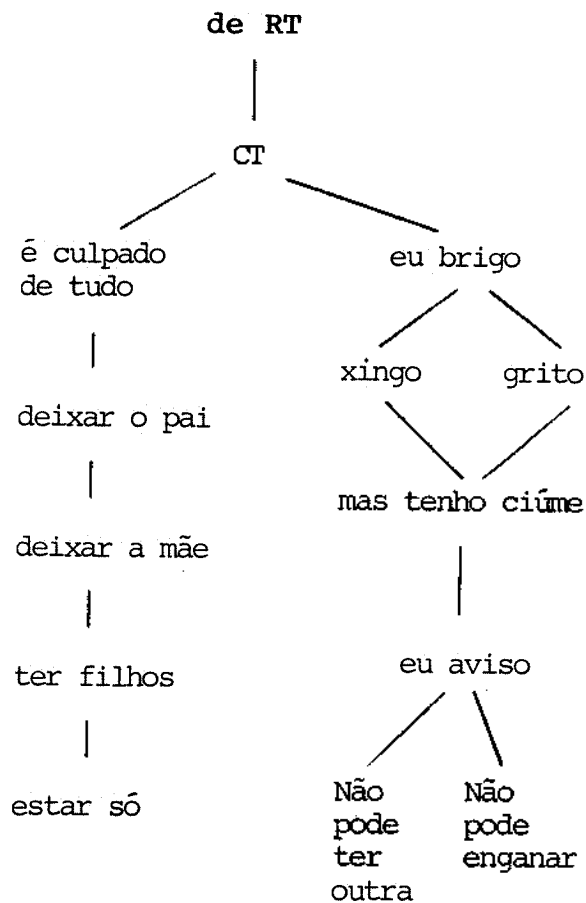 de RT
CT
é culpado
de tudo
eu brigo
xingo
grito
deixar o pai
mas tenho ciúme
deixar a mãe
eu aviso
ter filhos
estar só
Não
pode
ter
outra
Não
pode
enganar